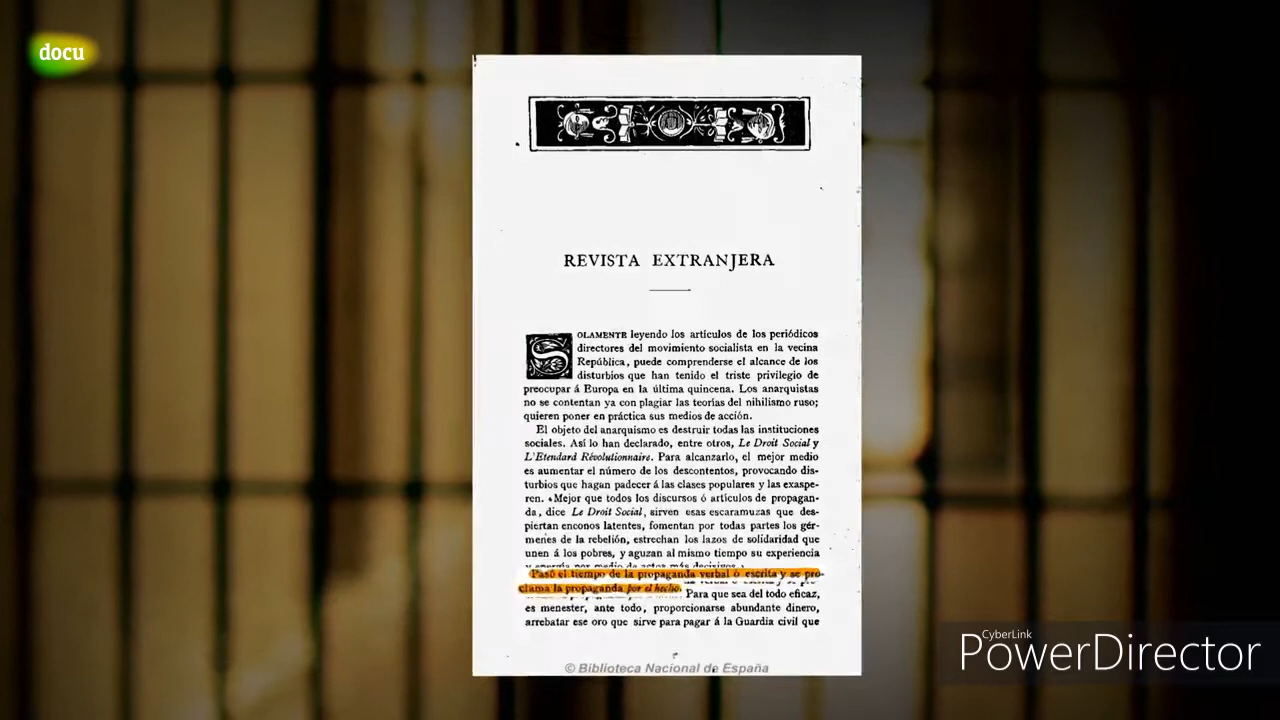 docu
REVISTA EXTRANJERA
SOLAMENTE leyendo los artículos de los periódicos
directores del movimiento socialista en la vecina
República, puede comprenderse el alcance de los
disturbios que han tenido el triste privilegio de
preocupar á Europa en la última quincena. Los anarquistas
no se contentan ya con plagiar las teorías del nihilismo ruso;
quieren poner en práctica sus medios de acción.
El objeto del anarquismo es destruir todas las instituciones
sociales. Así lo han declarado, entre otros, Le Droit Social y
L'Etendard Révolutionnaire. Para alcanzarlo, el mejor medio
es aumentar el número de los descontentos, provocando dis-
turbios que hagan padecer á las clases populares y las exaspe-
ren. «Mejor que todos los discursos ó artículos de propagan-
da, dice Le Droit Social, sirven esas escaramuzas que des-
piertan enconos latentes, fomentan por todas partes los gér-
menes de la rebelión, estrechan los lazos de solidaridad que
unen á los pobres, y aguzan al mismo tiempo su experiencia
y energía por medio de actos más decisivos.»
Pasó el tiempo de la propaganda verbal ó escrita y se pro-
clama la propaganda por el hecho. Para que sea del todo eficaz,
es menester, ante todo, proporcionarse abundante dinero,
arrebatar ese oro que sirve para pagar á la Guardia civil que
© Biblioteca Nacional de España
CyberLink
PowerDirector